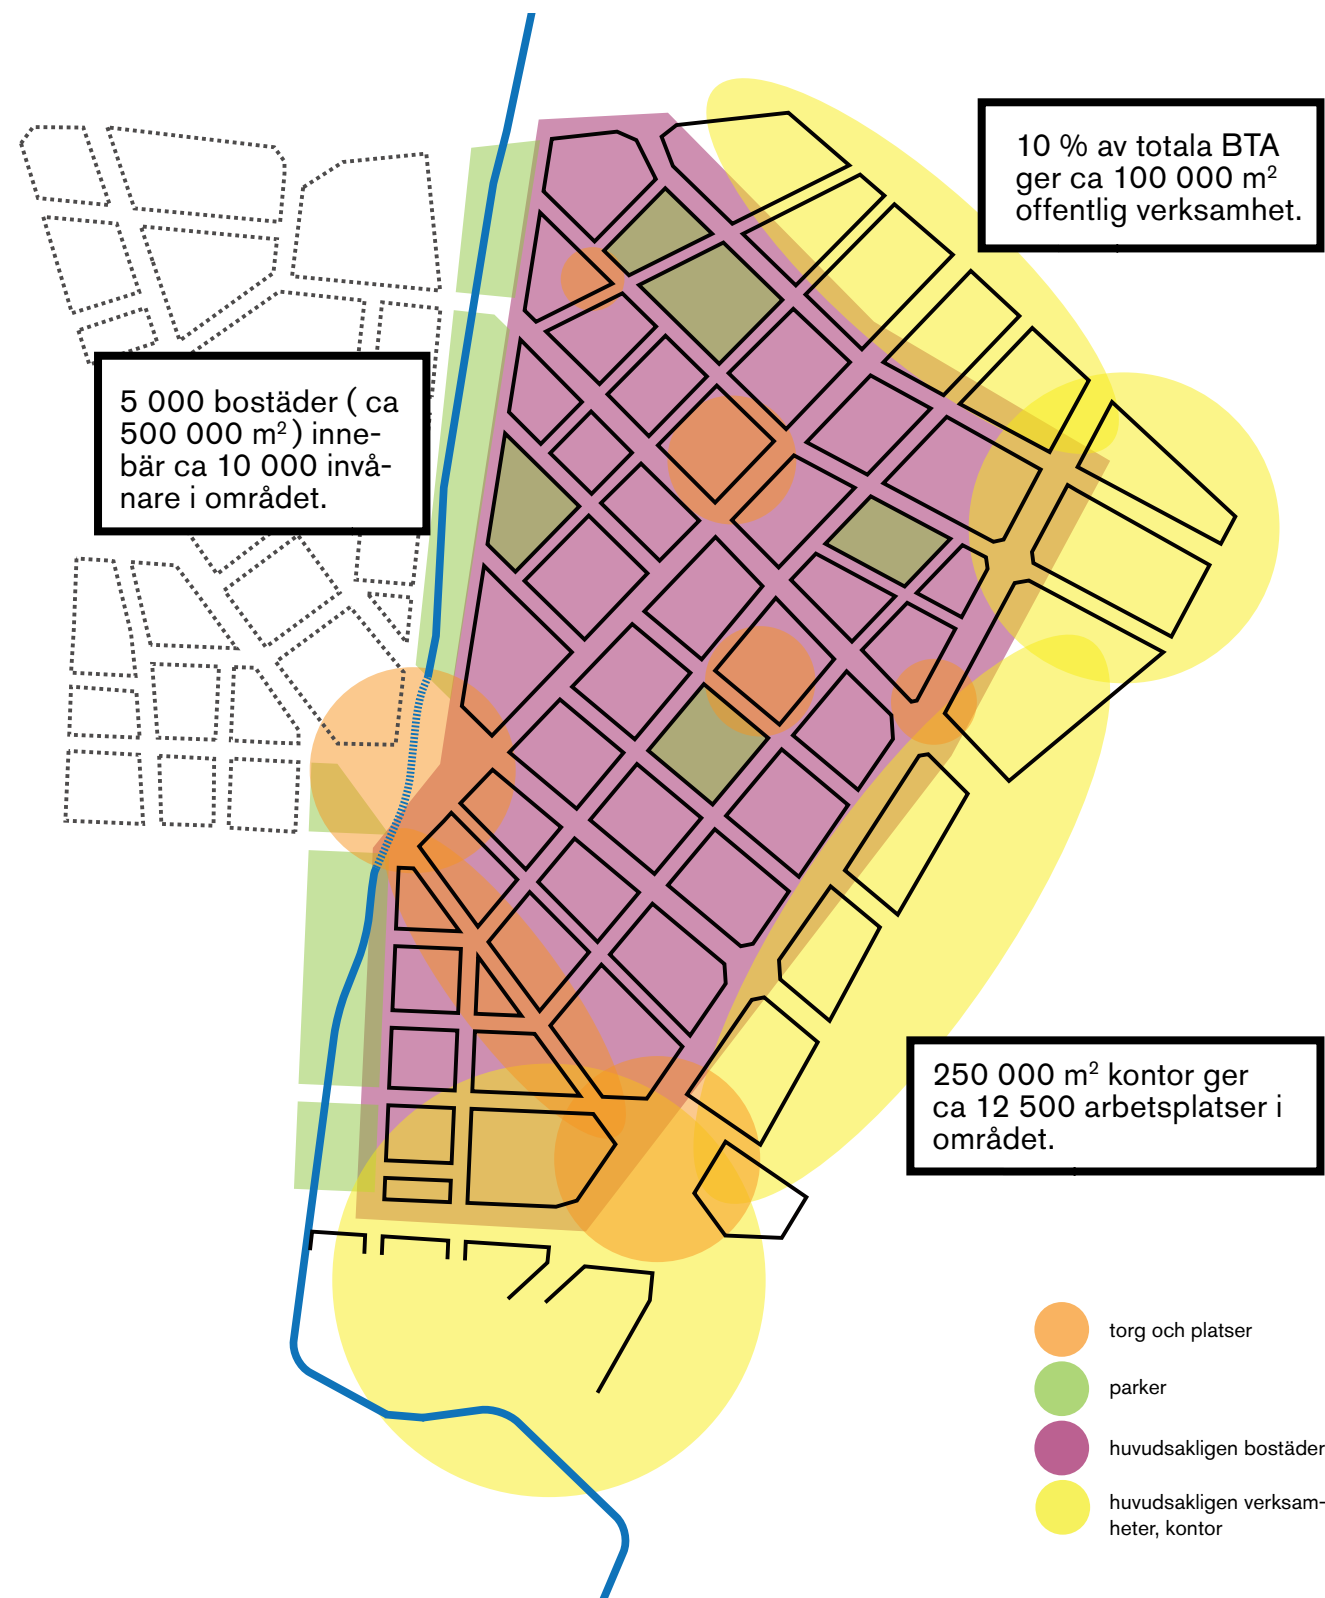 10 % av totala BTA
ger ca 100 000 m²
offentlig verksamhet.
5 000 bostäder ( ca
500 000 m²) inne-
bär ca 10 000 invå-
nare i området.
250 000 m² kontor ger
ca 12 500 arbetsplatser i
området.
torg och platser
parker
huvudsakligen bostäder
huvudsakligen verksam-
heter, kontor